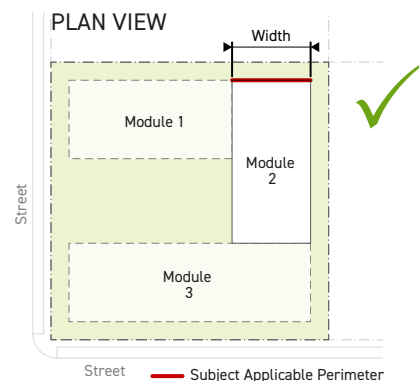 PLAN VIEW
Width
Module 1
Module
2
Street
Module
3
Street
Subject Applicable Perimeter